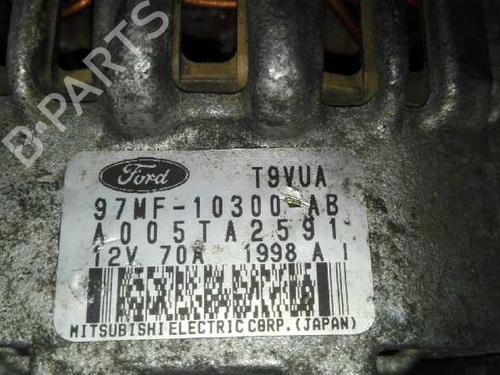 B-PARTS
Ford
T9VUA
97MF-10300-AB
A005TA2591
12V 70A 1998 A I
MITSUBISHI ELECTRIC CORP. (JAPAN)